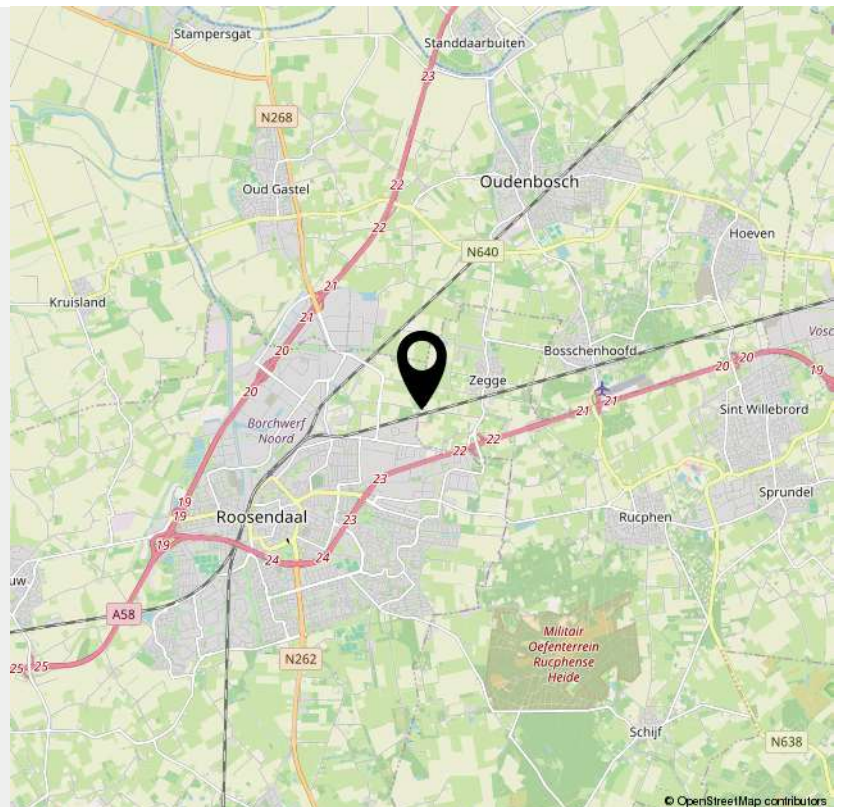 Stampersgat
Standdaarbuiten
23
N268
Oud Gastel
22
Oudenbosch
22
Hoeven
N640
Kruisland
21
21
20
Bosschenhoofd
20
20
19
Zegge
20
21
21
Sint Willebrord
Borchwerf
Noord
22
22
23
19
19
Roosendaal
23
Rucphen
Sprundel
19
24
24
A58
Militair
Oefenterrein
Rucphense
Heide
N262
25
25
Schijf
N638
© OpenStreetMap contributors